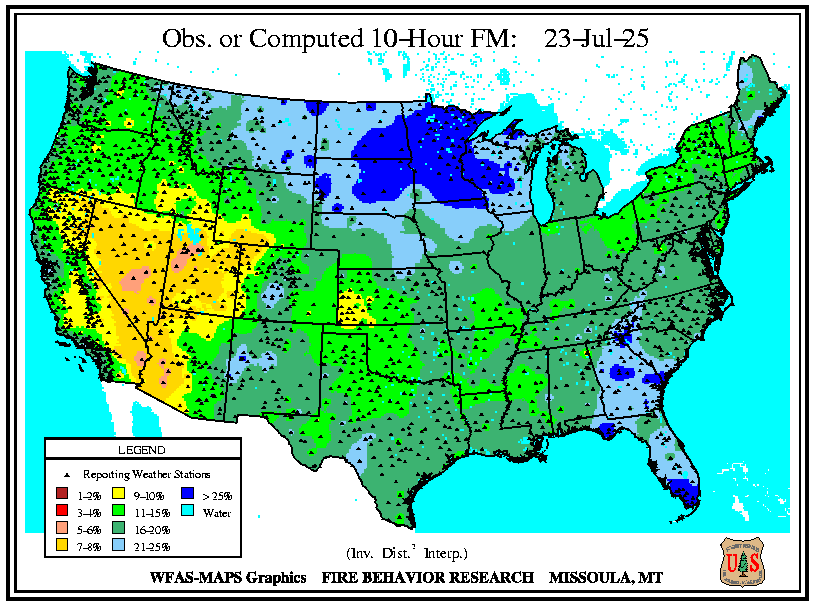 Obs. or Computed 10-Hour FM: 23-Jul-25
LEGEND
Reporting Weather Stations
1-2% 9-10% > 25%
3-4% 11-15% Water
5-6% 16-20%
7-8% 21-25%
(Inv. Dist.² Interp.)
WFAS-MAPS Graphics FIRE BEHAVIOR RESEARCH MISSOULA, MT
U S